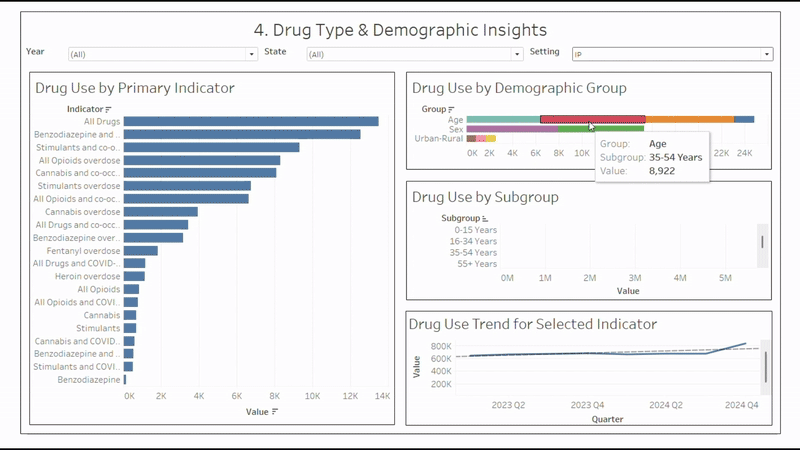 4. Drug Type & Demographic Insights
Year (All) State (All) Setting IP
Drug Use by Primary Indicator
Indicator
All Drugs
Benzodiazepine and ..
Stimulants and co-o..
All Opioids overdose
Cannabis and co-occ..
Stimulants overdose
All Opioids and co-oc..
Cannabis overdose
All Drugs and co-occ..
Benzodiazepine over..
Fentanyl overdose
All Drugs and COVID-..
Heroin overdose
All Opioids
All Opioids and COVI..
Cannabis
Stimulants
Cannabis and COVID..
Benzodiazepine and ..
Stimulants and COVI..
Benzodiazepine
0K 2K 4K 6K 8K 10K 12K 14K
Value
Drug Use by Demographic Group
Group
Age
Sex
Urban-Rural
0K 2K 4K 6K 8K 10K 22K 24K
Group: Age
Subgroup: 35-54 Years
Value: 8,922
Drug Use by Subgroup
Subgroup
0-15 Years
16-34 Years
35-54 Years
55+ Years
0M 1M 2M 3M 4M 5M
Value
Drug Use Trend for Selected Indicator
Value
800K
600K
400K
200K
2023 Q2 2023 Q4 2024 Q2 2024 Q4
Quarter